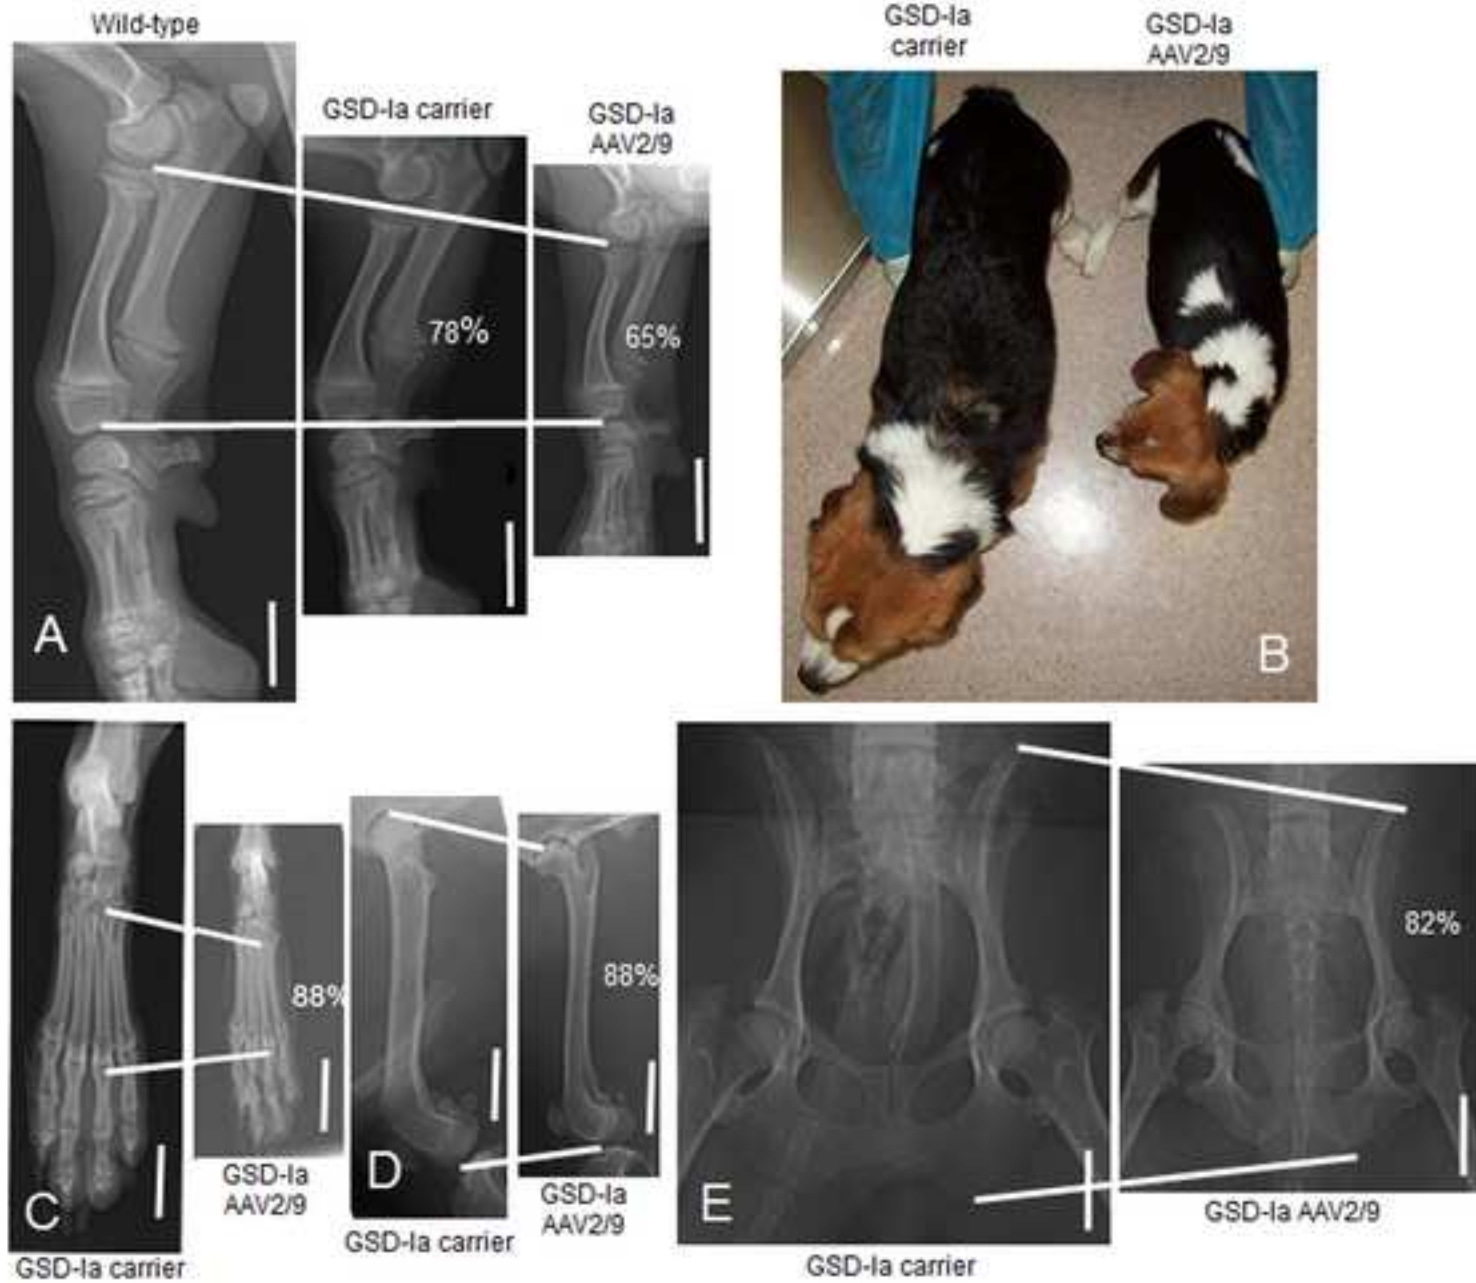 Wild-type
GSD-Ia carrier
GSD-Ia
AAV2/9
78%
65%
A
GSD-Ia
carrier
GSD-Ia
AAV2/9
B
C
GSD-Ia carrier
88%
GSD-Ia
AAV2/9
D
GSD-Ia carrier
88%
GSD-Ia
AAV2/9
E
GSD-Ia carrier
82%
GSD-Ia AAV2/9